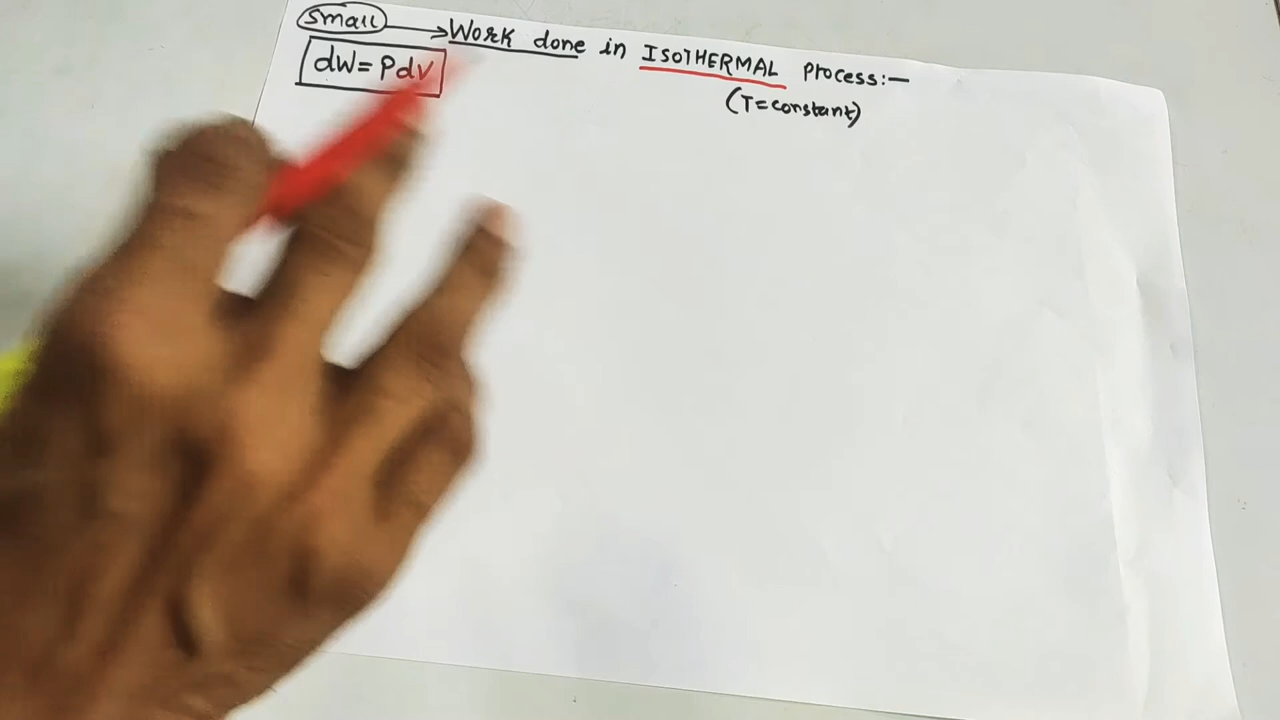 small → Work done in ISOTHERMAL Process:-
dW = PdV
(T=constant)